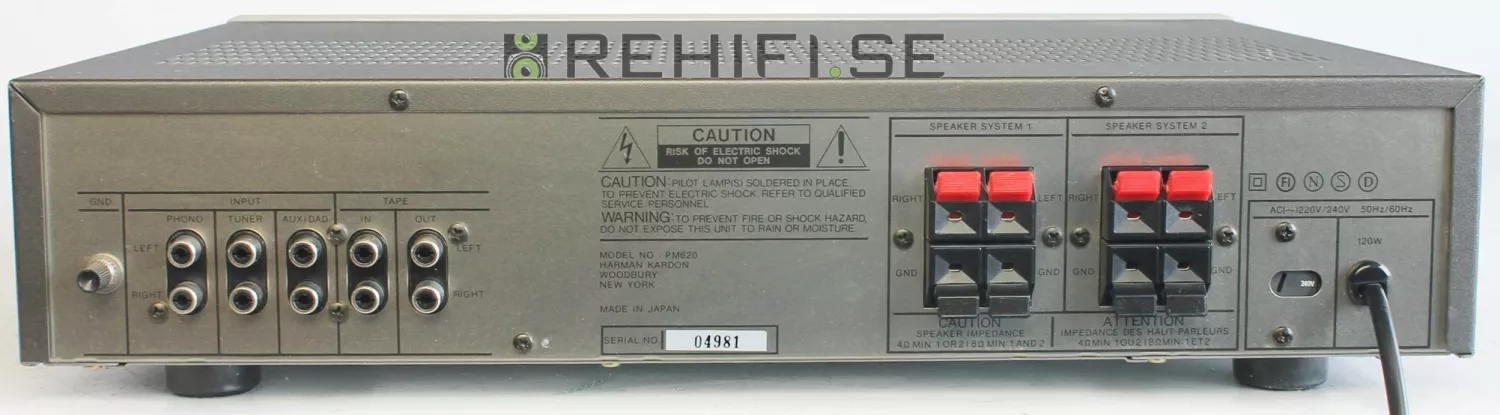 REHIFI.SE
CAUTION
RISK OF ELECTRIC SHOCK
DO NOT OPEN
CAUTION: PILOT LAMP(S) SOLDERED IN PLACE.
TO PREVENT ELECTRIC SHOCK, REFER TO QUALIFIED
SERVICE PERSONNEL.
WARNING: TO PREVENT FIRE OR SHOCK HAZARD,
DO NOT EXPOSE THIS UNIT TO RAIN OR MOISTURE.
MODEL NO. PM620
HARMAN KARDON
WOODBURY
NEW YORK
MADE IN JAPAN
SERIAL NO. 04981
GND
INPUT
TAPE
PHONO
TUNER
AUX/DAD
IN
OUT
LEFT
LEFT
RIGHT
RIGHT
SPEAKER SYSTEM 1
RIGHT
LEFT
GND
GND
CAUTION
SPEAKER IMPEDANCE
4Ω MIN. 1 OR 2 | 8Ω MIN. 1 AND 2
SPEAKER SYSTEM 2
RIGHT
LEFT
GND
GND
ATTENTION
IMPEDANCE DES HAUT-PARLEURS
4Ω MIN. 1 OU 2 | 8Ω MIN. 1 ET 2
FI N S D
AC~220V/240V 50Hz/60Hz
120W
240V